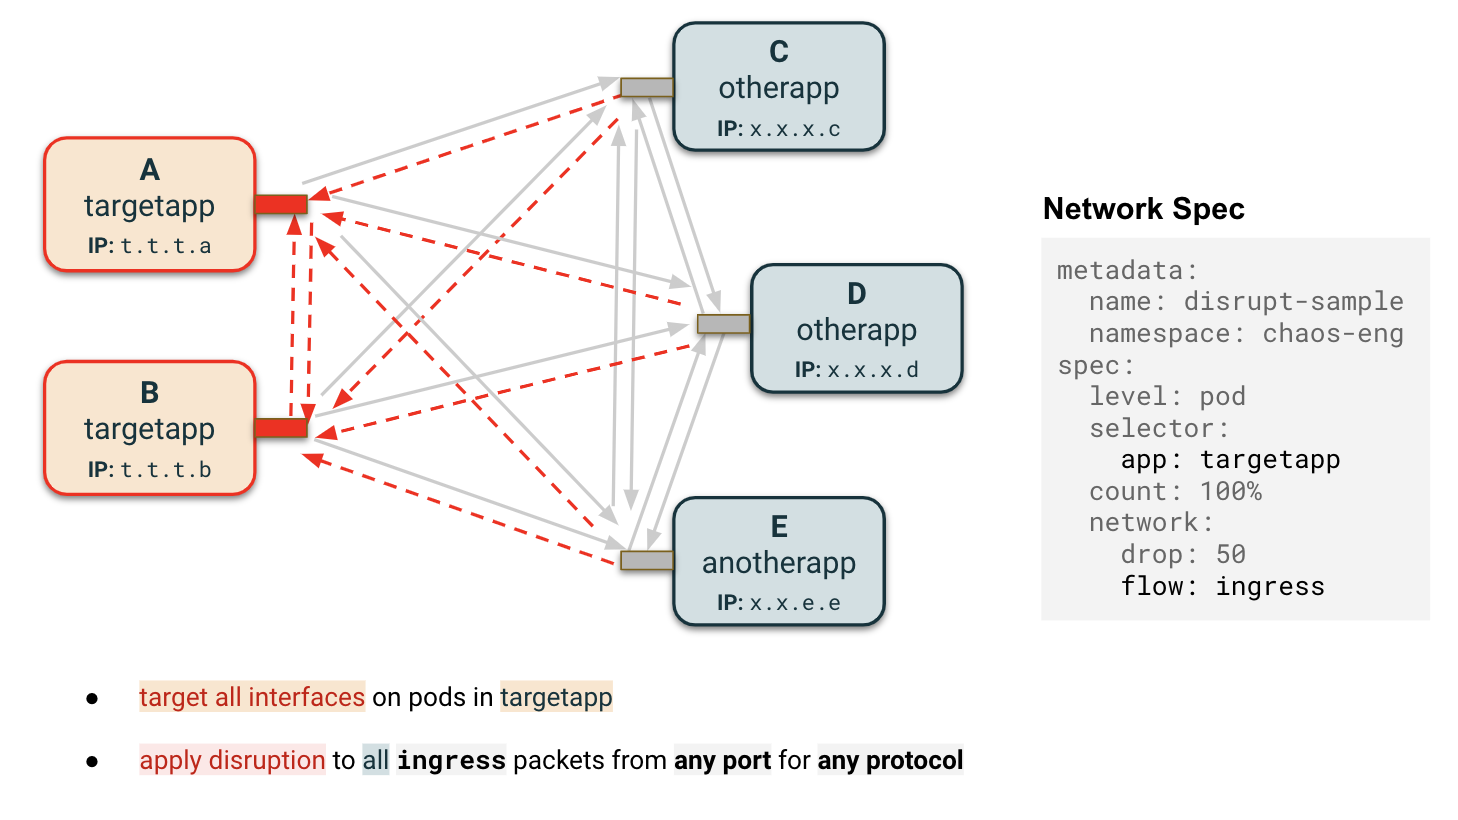 C
otherapp
IP: x.x.x.c
A
targetapp
IP: t.t.t.a
D
otherapp
IP: x.x.x.d
B
targetapp
IP: t.t.t.b
E
anotherapp
IP: x.x.e.e
Network Spec
metadata:
  name: disrupt-sample
  namespace: chaos-eng
spec:
  level: pod
  selector:
    app: targetapp
  count: 100%
  network:
    drop: 50
    flow: ingress
● target all interfaces on pods in targetapp
● apply disruption to all ingress packets from any port for any protocol